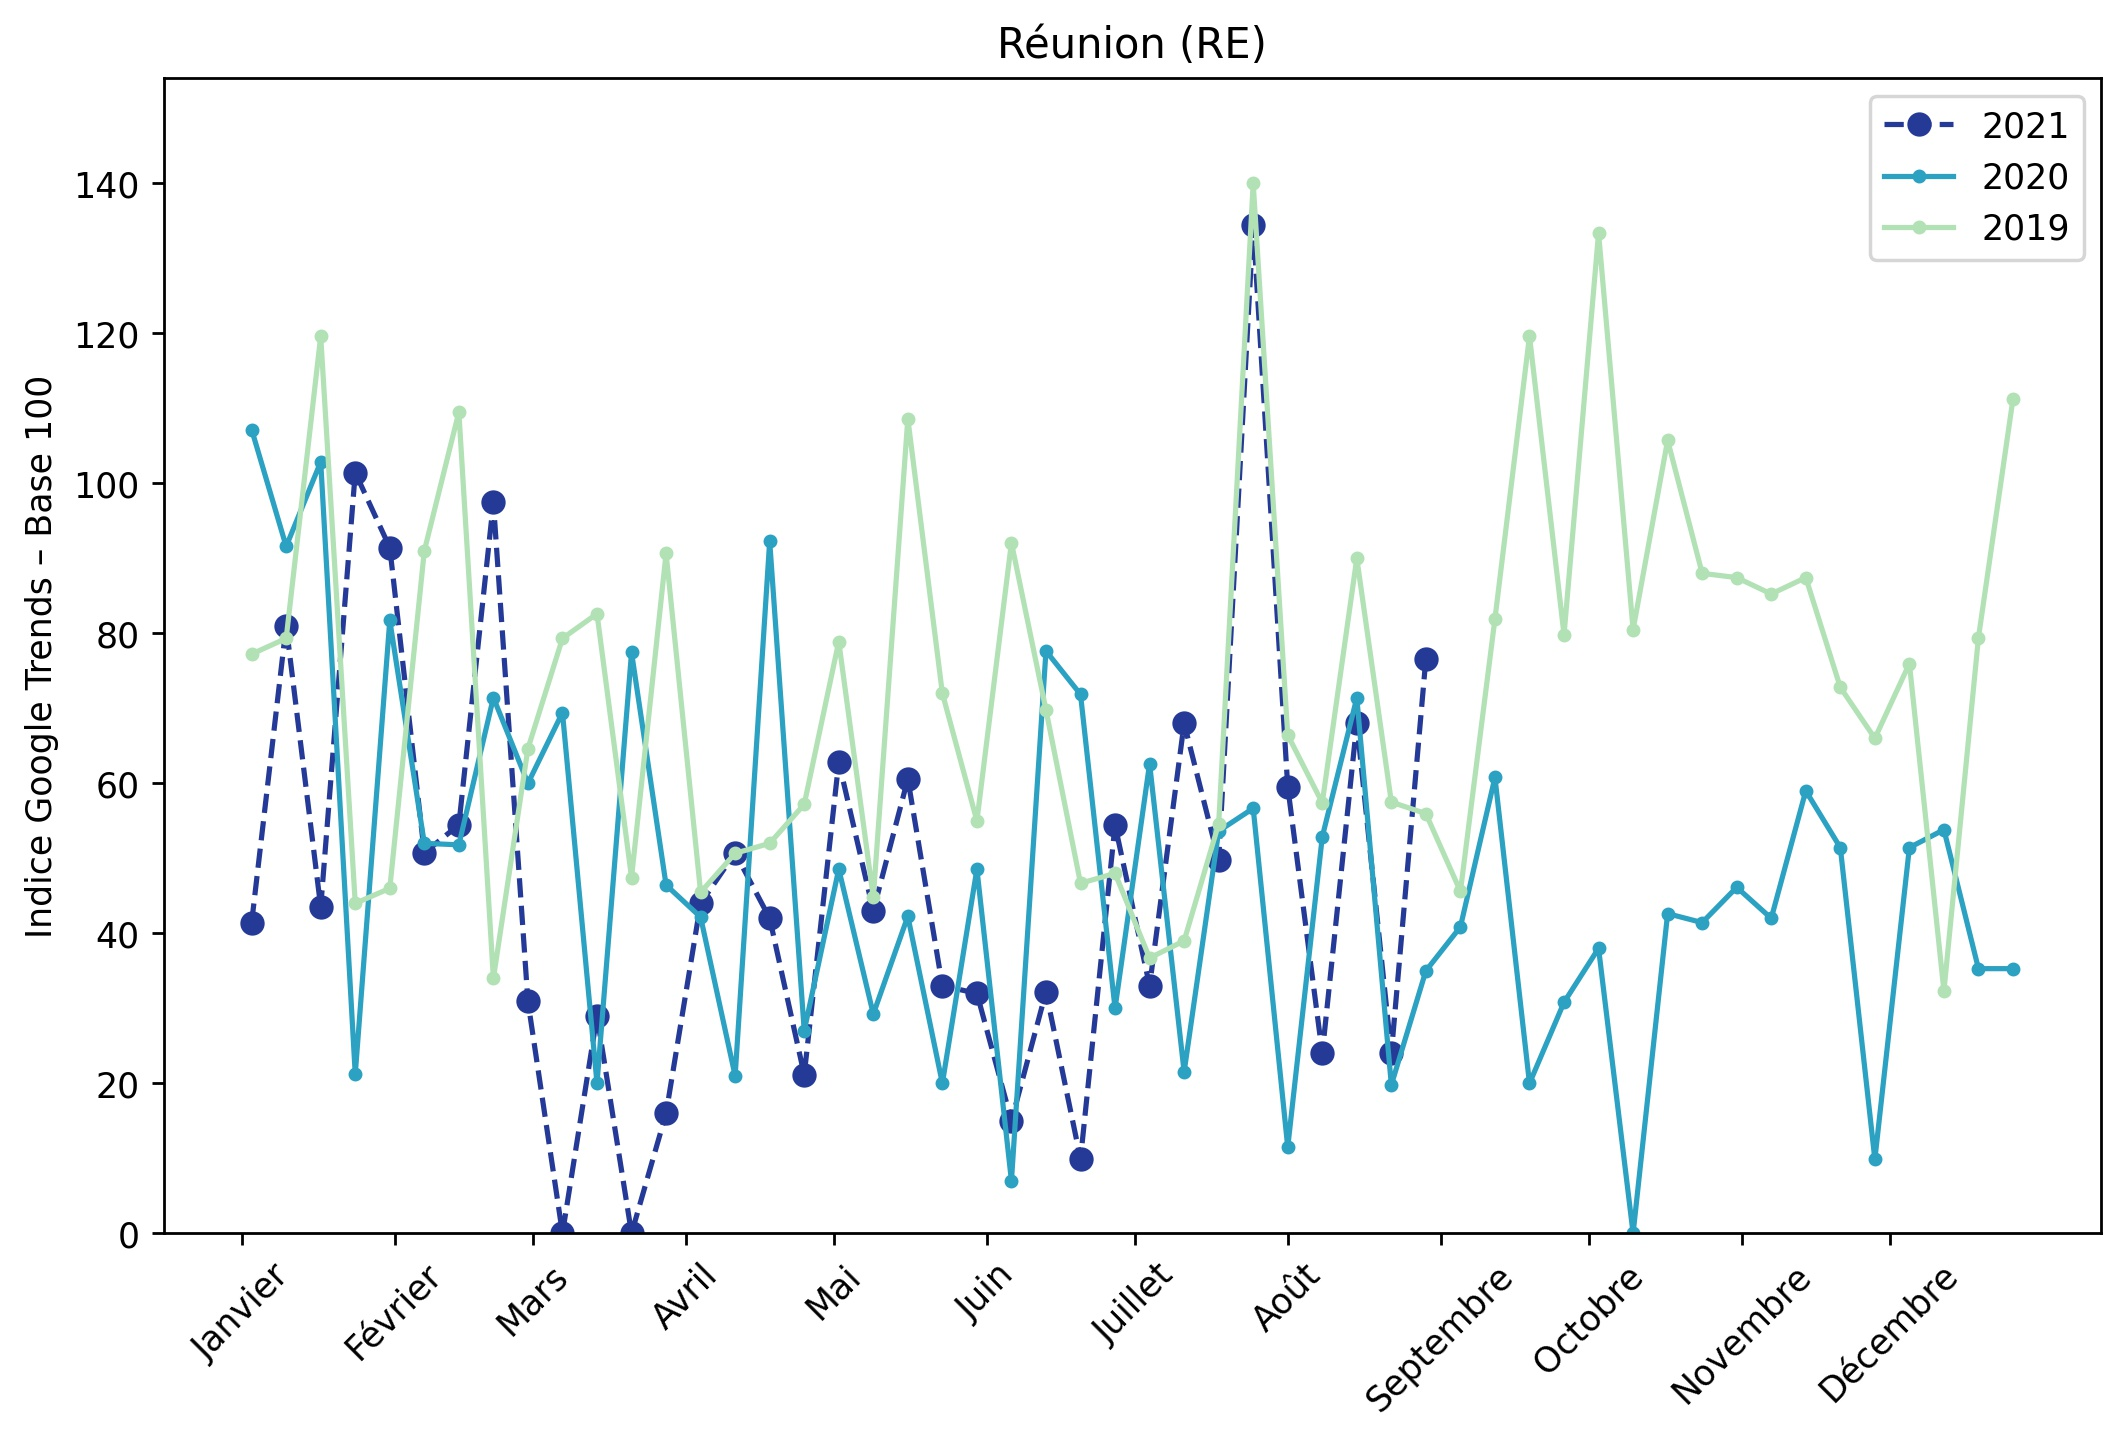 Réunion (RE)
Indice Google Trends – Base 100
140
120
100
80
60
40
20
0
2021
2020
2019
Janvier
Février
Mars
Avril
Mai
Juin
Juillet
Août
Septembre
Octobre
Novembre
Décembre